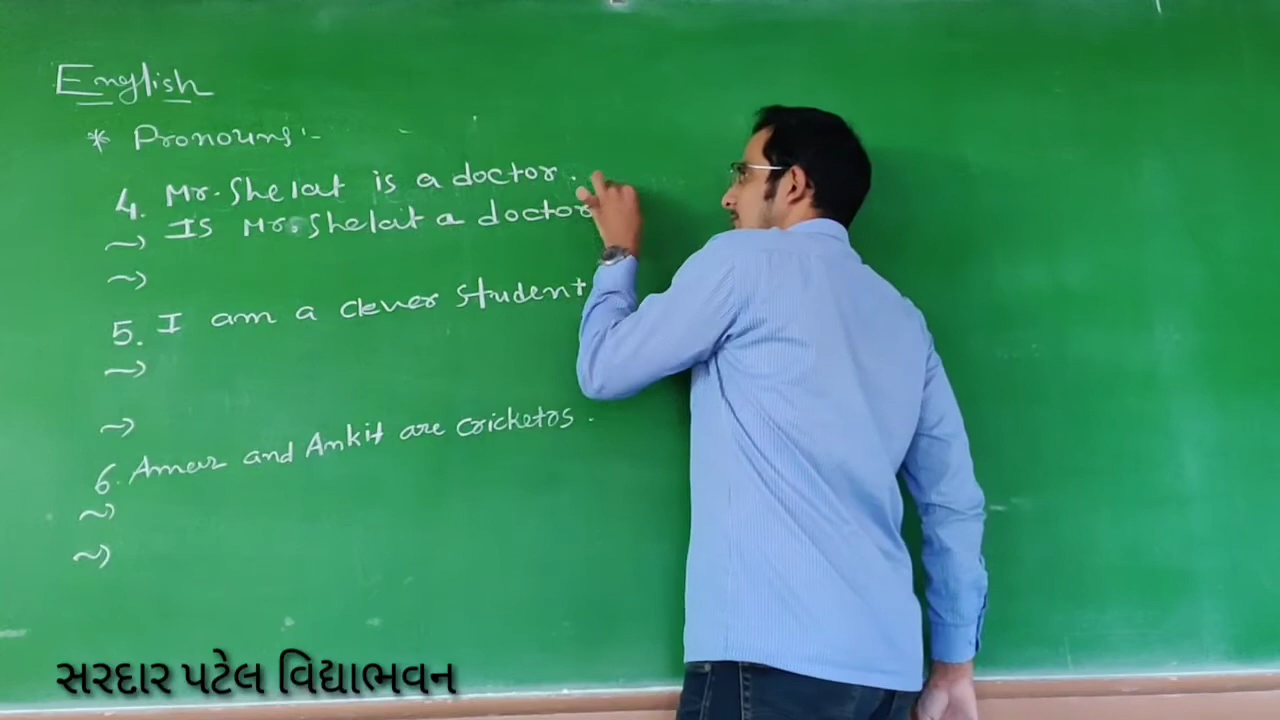 English
* Pronouns :-
4. Mr. Shelat is a doctor.
~> Is Mr. Shelat a doctor
~>
5. I am a clever student
~>
~>
6. Amar and Ankit are cricketrs.
~>
~>
સરદાર પટેલ વિદ્યાભવન